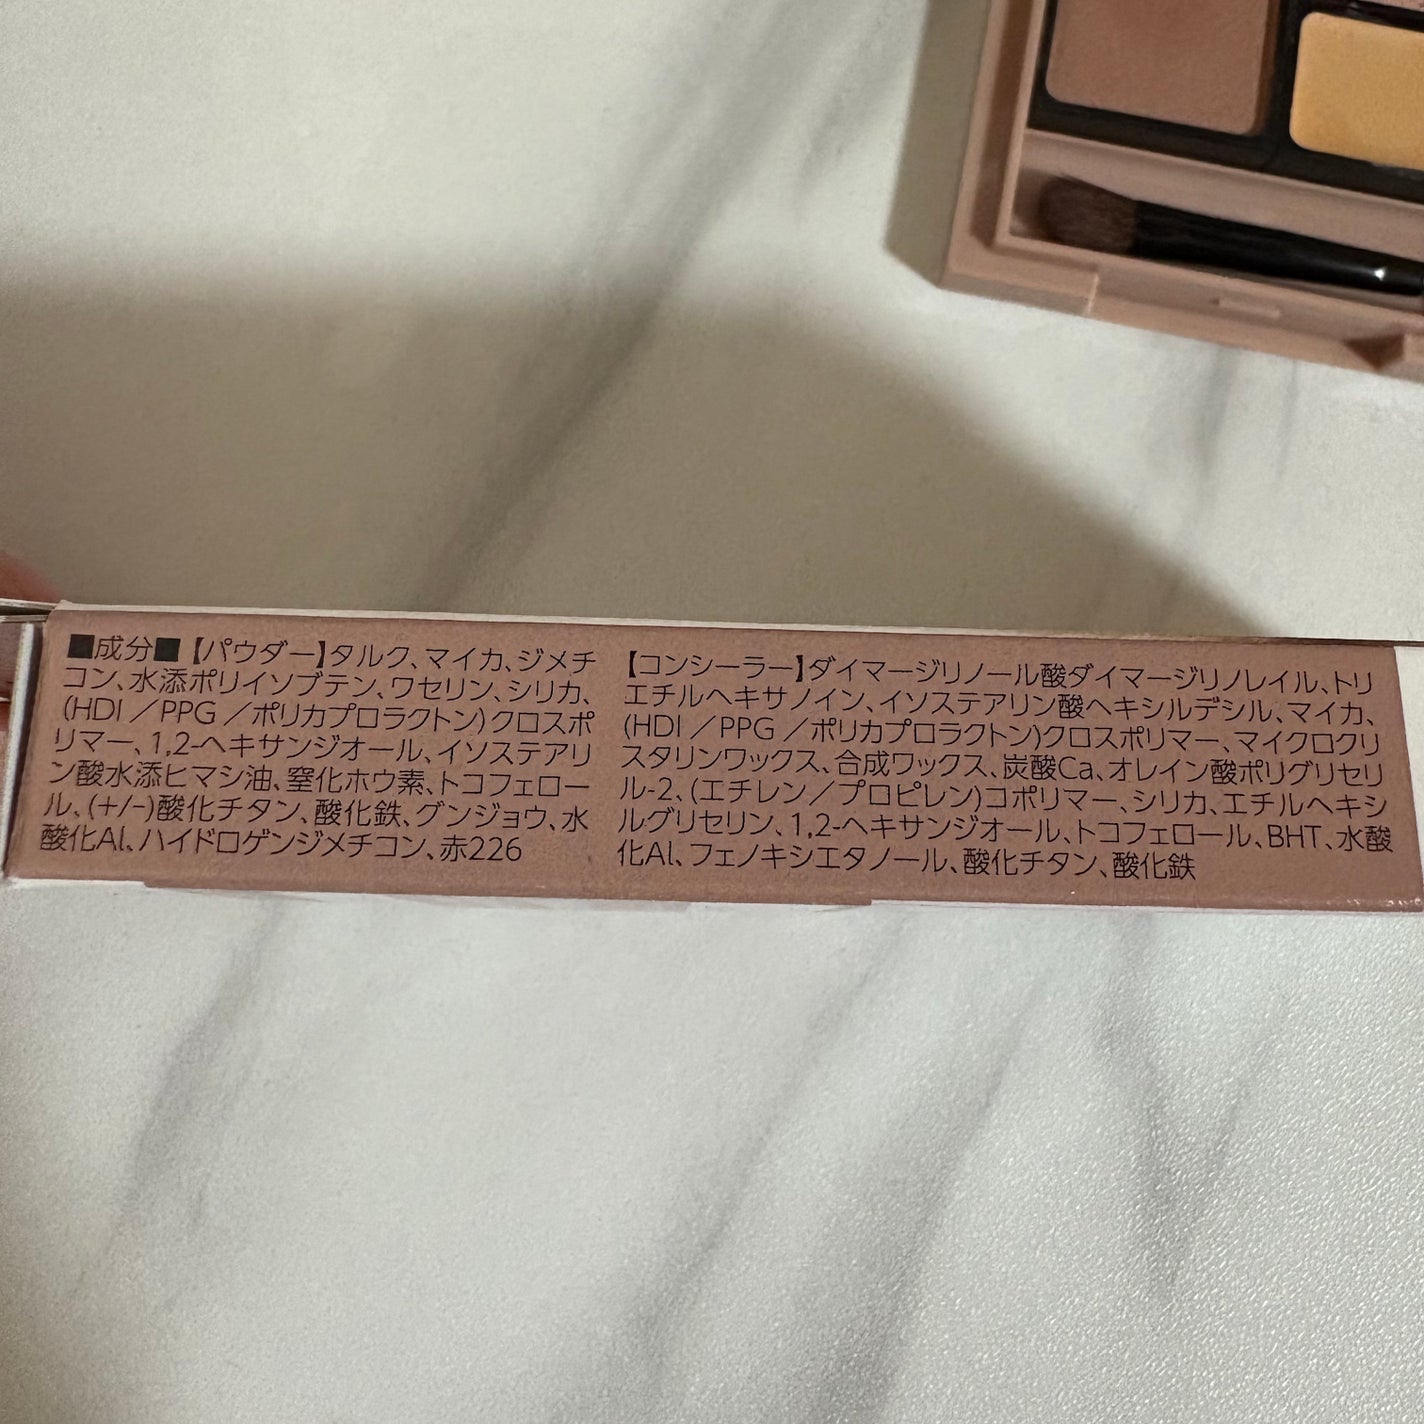 ■成分■【パウダー】タルク、マイカ、ジメチ
コン、水添ポリイソブテン、ワセリン、シリカ、
(HDI／PPG／ポリカプロラクトン)クロスポ
リマー、1,2-ヘキサンジオール、イソステアリ
ン酸水添ヒマシ油、窒化ホウ素、トコフェロー
ル、(+/-)酸化チタン、酸化鉄、グンジョウ、水
酸化Al、ハイドロゲンジメチコン、赤226
【コンシーラー】ダイマージリノール酸ダイマージリノレイル、トリ
エチルヘキサノイン、イソステアリン酸ヘキシルデシル、マイカ、
(HDI／PPG／ポリカプロラクトン)クロスポリマー、マイクロクリ
スタリンワックス、合成ワックス、炭酸Ca、オレイン酸ポリグリセリ
ル-2、(エチレン／プロピレン)コポリマー、シリカ、エチルヘキシ
ルグリセリン、1,2-ヘキサンジオール、トコフェロール、BHT、水酸
化Al、フェノキシエタノール、酸化チタン、酸化鉄